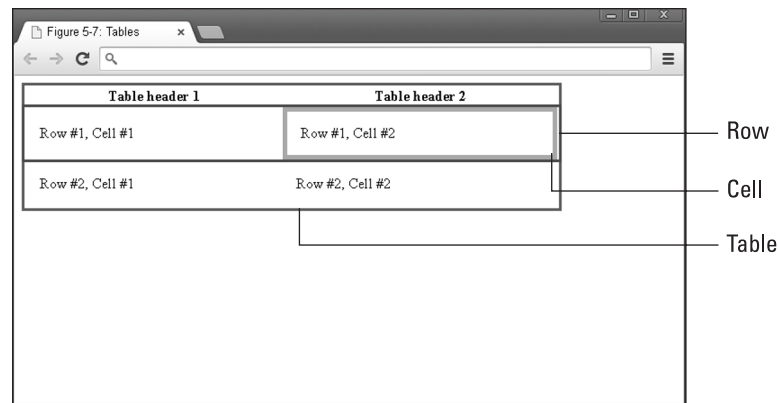 Figure 5-7: Tables
Table header 1 Table header 2
Row #1, Cell #1 Row #1, Cell #2
Row
Cell
Row #2, Cell #1 Row #2, Cell #2
Table